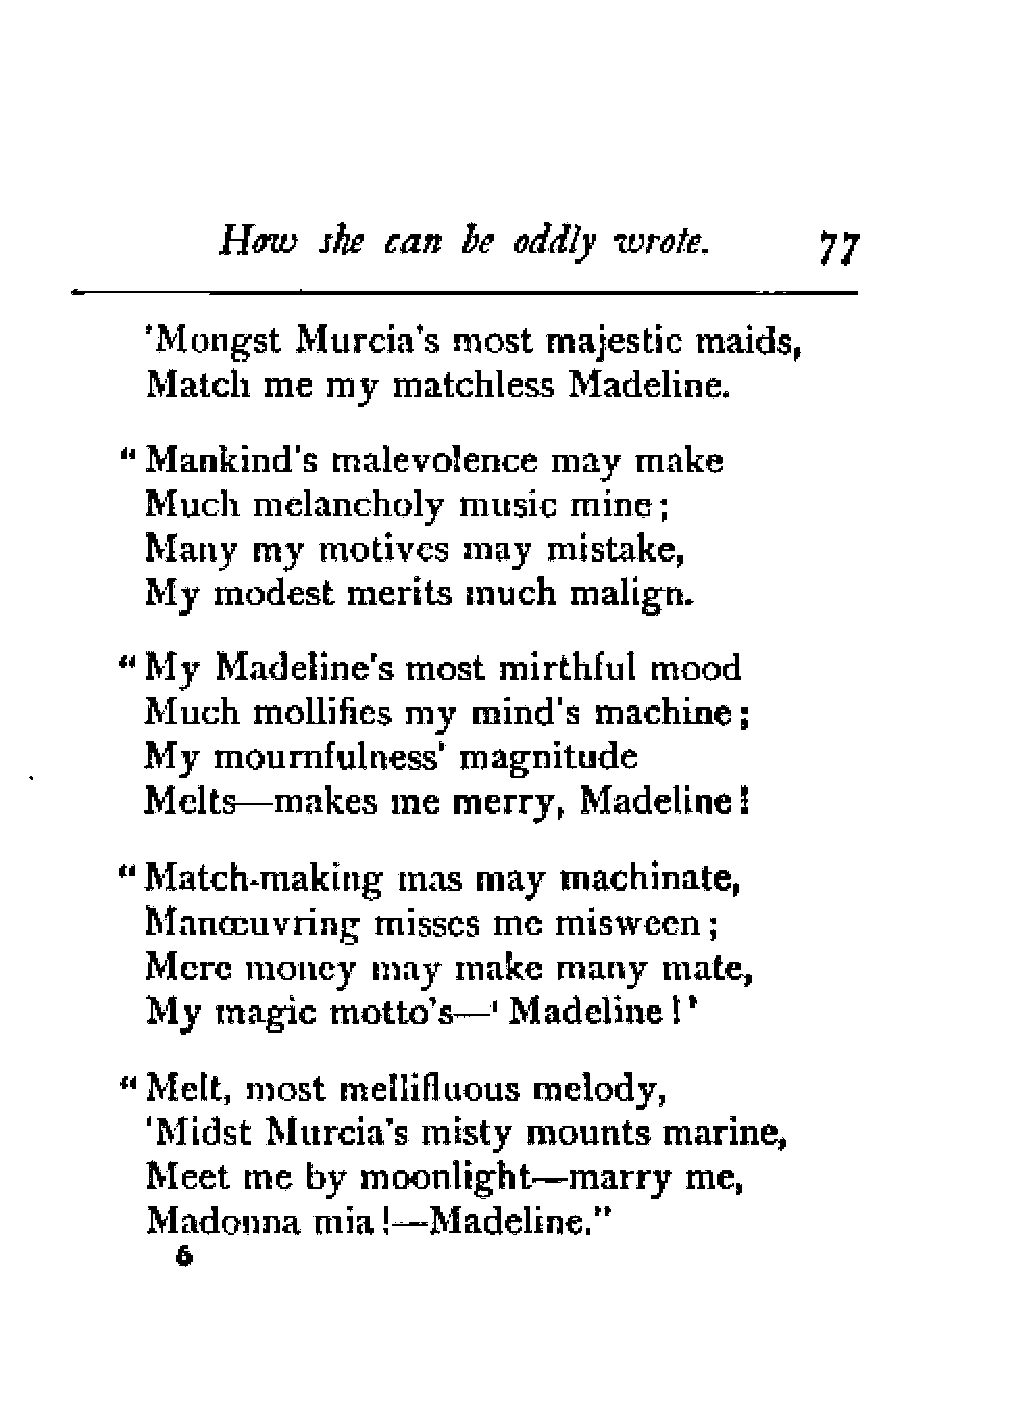 How she can be oddly wrote. 77
'Mongst Murcia's most majestic maids,
Match me my matchless Madeline.
“Mankind's malevolence may make
Much melancholy music mine;
Many my motives may mistake,
My modest merits much malign.
“My Madeline's most mirthful mood
Much mollifies my mind's machine;
My mournfulness' magnitude
Melts—makes me merry, Madeline!
“Match-making mas may machinate,
Manœuvring misses me misween;
Mere money may make many mate,
My magic motto's—‘Madeline!’
“Melt, most mellifluous melody,
'Midst Murcia's misty mounts marine,
Meet me by moonlight—marry me,
Madonna mia!—Madeline.”
6